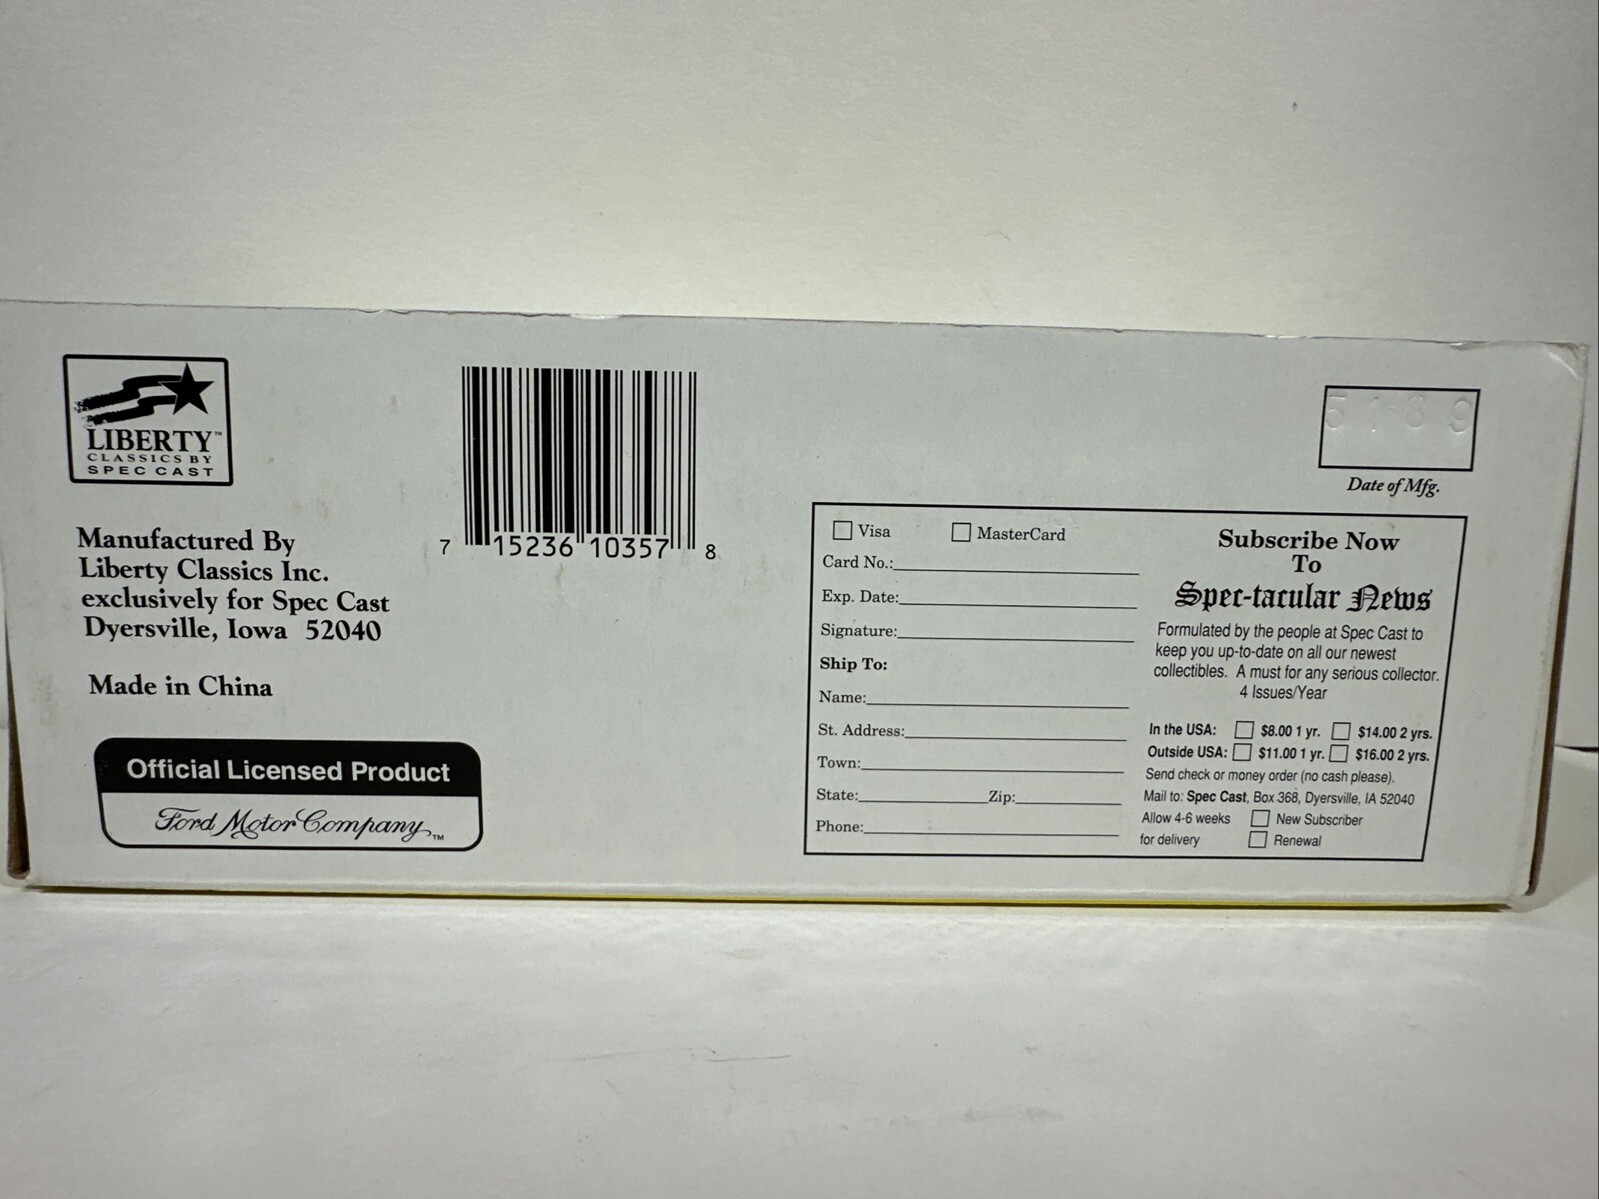 LIBERTY™
CLASSICS BY
SPEC CAST
Manufactured By
Liberty Classics Inc.
exclusively for Spec Cast
Dyersville, Iowa 52040
Made in China
Official Licensed Product
Ford Motor Company™
7 15236 10357 8
Date of Mfg.
Visa MasterCard
Card No.:
Exp. Date:
Signature:
Ship To:
Name:
St. Address:
Town:
State: Zip:
Phone:
Subscribe Now
To
Spec-tacular News
Formulated by the people at Spec Cast to
keep you up-to-date on all our newest
collectibles. A must for any serious collector.
4 Issues/Year
In the USA: $8.00 1 yr. $14.00 2 yrs.
Outside USA: $11.00 1 yr. $16.00 2 yrs.
Send check or money order (no cash please).
Mail to: Spec Cast, Box 368, Dyersville, IA 52040
Allow 4-6 weeks New Subscriber
for delivery Renewal